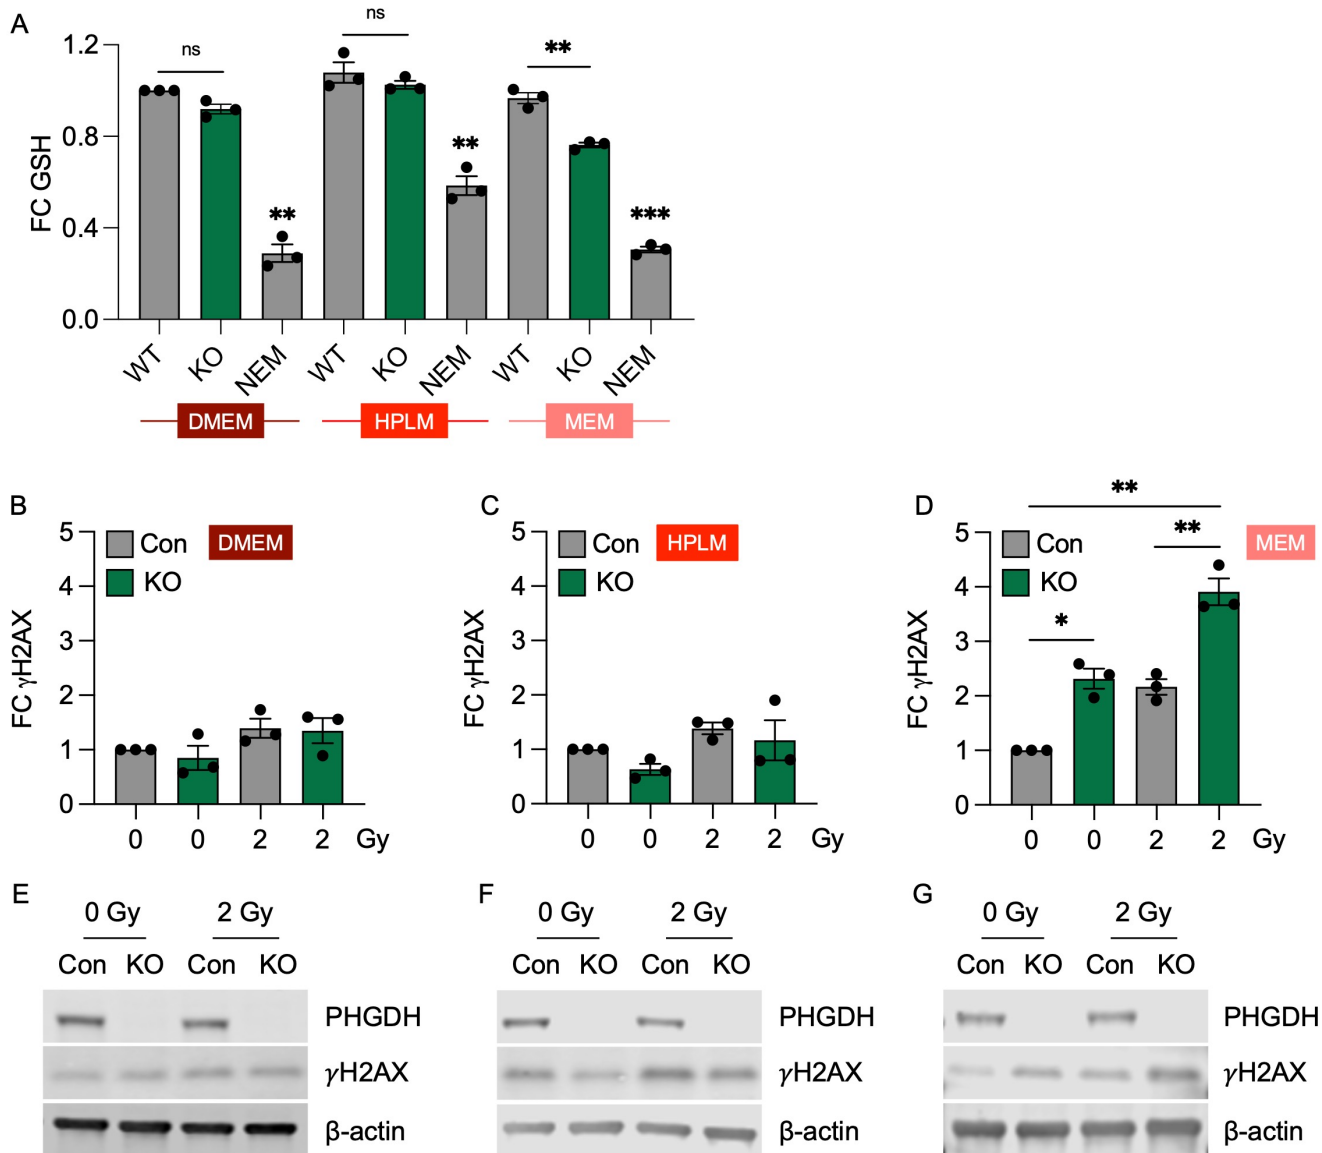 A
ns
ns
**
1.2
0.8
0.4
0.0
FC GSH
**
**
***
WT KO NEM WT KO NEM WT KO NEM
DMEM HPLM MEM
B
Con
KO
DMEM
FC γH2AX
5
4
3
2
1
0
0 0 2 2 Gy
C
Con
KO
HPLM
FC γH2AX
5
4
3
2
1
0
0 0 2 2 Gy
D
Con
KO
MEM
**
**
*
FC γH2AX
5
4
3
2
1
0
0 0 2 2 Gy
E
0 Gy 2 Gy
Con KO Con KO
PHGDH
γH2AX
β-actin
F
0 Gy 2 Gy
Con KO Con KO
PHGDH
γH2AX
β-actin
G
0 Gy 2 Gy
Con KO Con KO
PHGDH
γH2AX
β-actin